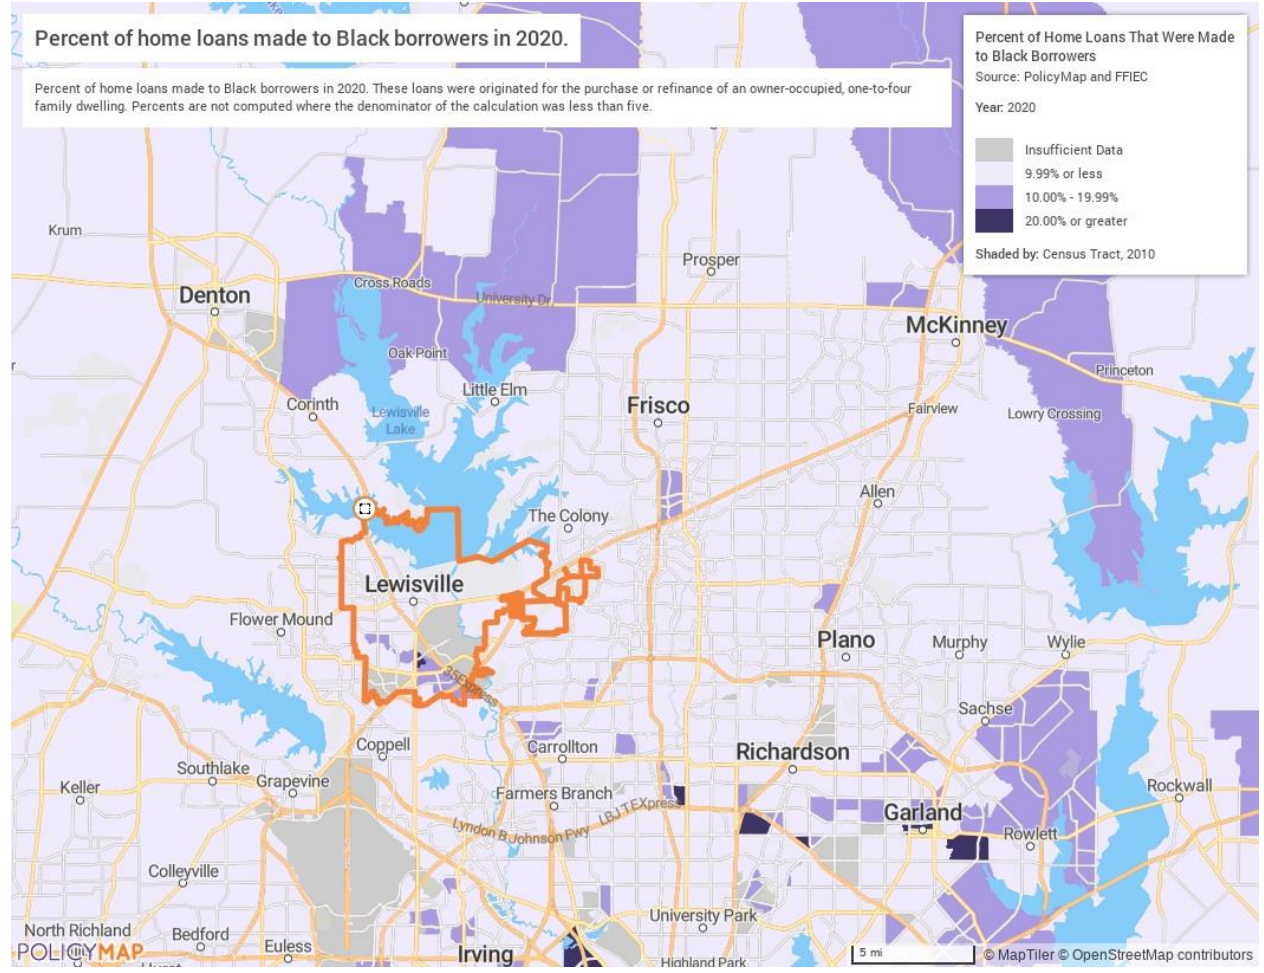 Percent of home loans made to Black borrowers in 2020.
Percent of home loans made to Black borrowers in 2020. These loans were originated for the purchase or refinance of an owner-occupied, one-to-four
family dwelling. Percents are not computed where the denominator of the calculation was less than five.
Percent of Home Loans That Were Made
to Black Borrowers
Source: PolicyMap and FFIEC
Year: 2020
Insufficient Data
9.99% or less
10.00% - 19.99%
20.00% or greater
Shaded by: Census Tract, 2010
Krum
Prosper
Cross Roads
Denton
University Dr
McKinney
Oak Point
Princeton
Little Elm
Corinth
Frisco
Fairview
Lewisville
Lake
Lowry Crossing
Allen
The Colony
Lewisville
Flower Mound
Plano
Murphy
Wylie
35Express
Sachse
Coppell
Carrollton
Richardson
Southlake
Grapevine
Keller
Farmers Branch
Rockwall
LBJ TEXpress
Garland
Lyndon B Johnson Fwy
Rowlett
Colleyville
University Park
North Richland
Bedford
Euless
Irving
Highland Park
POLICYMAP
5 mi
© MapTiler © OpenStreetMap contributors